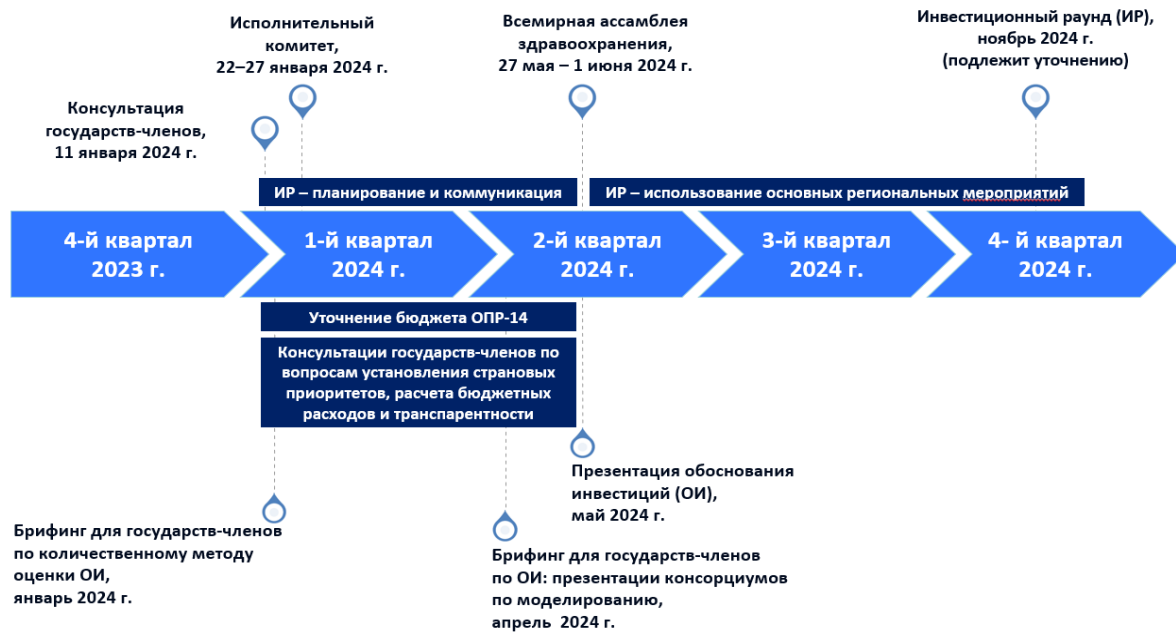 Исполнительный
комитет,
22–27 января 2024 г.
Всемирная ассамблея
здравоохранения,
27 мая – 1 июня 2024 г.
Инвестиционный раунд (ИР),
ноябрь 2024 г.
(подлежит уточнению)
Консультация
государств-членов,
11 января 2024 г.
ИР – планирование и коммуникация
ИР – использование основных региональных мероприятий
4-й квартал
2023 г.
1-й квартал
2024 г.
2-й квартал
2024 г.
3-й квартал
2024 г.
4- й квартал
2024 г.
Уточнение бюджета ОПР-14
Консультации государств-членов по
вопросам установления страновых
приоритетов, расчета бюджетных
расходов и транспарентности
Презентация обоснования
инвестиций (ОИ),
май 2024 г.
Брифинг для государств-членов
по количественному методу
оценки ОИ,
январь 2024 г.
Брифинг для государств-членов
по ОИ: презентации консорциумов
по моделированию,
апрель  2024 г.